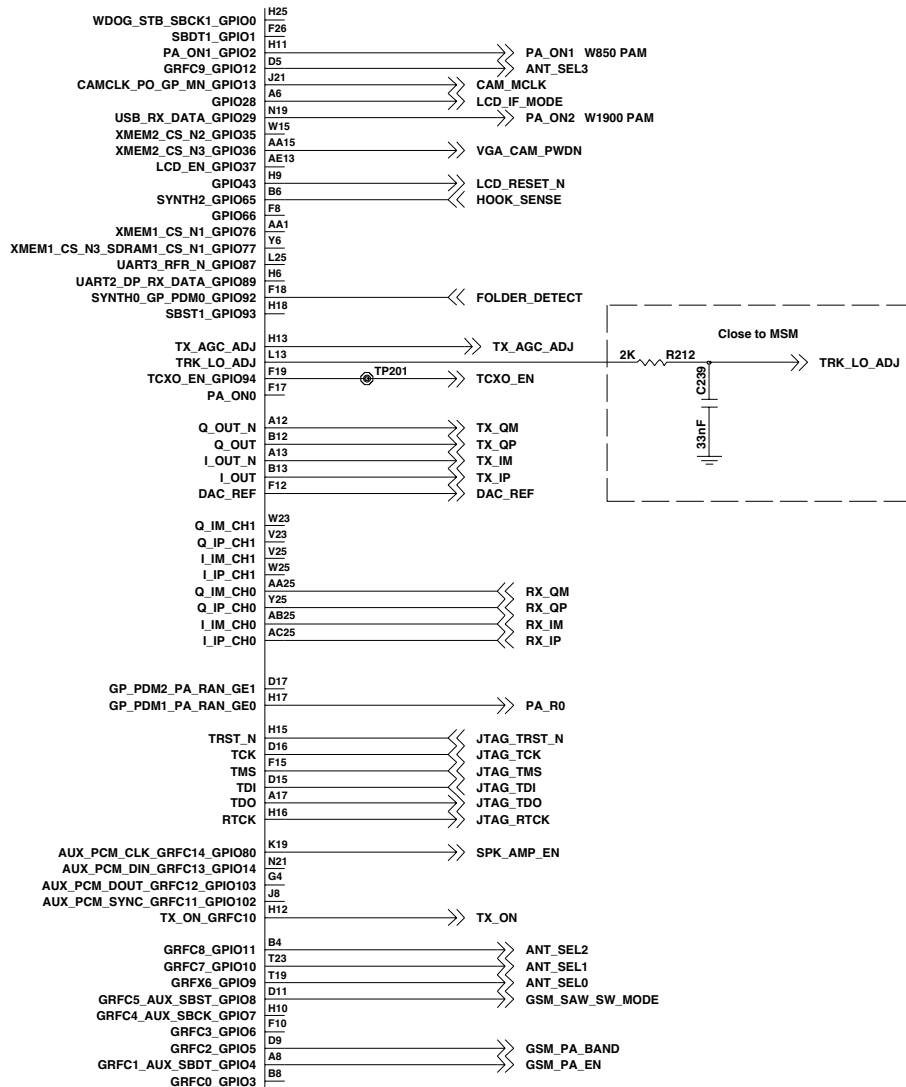 H25
WDOG_STB_SBCK1_GPIO0
F26
SBDT1_GPIO1
H11
PA_ON1_GPIO2 PA_ON1 W850 PAM
D5
GRFC9_GPIO12 ANT_SEL3
J21
CAMCLK_PO_GP_MN_GPIO13 CAM_MCLK
A6
GPIO28 LCD_IF_MODE
N19
USB_RX_DATA_GPIO29 PA_ON2 W1900 PAM
W15
XMEM2_CS_N2_GPIO35
AA15
XMEM2_CS_N3_GPIO36 VGA_CAM_PWDN
AE13
LCD_EN_GPIO37
H9
GPIO43 LCD_RESET_N
B6
SYNTH2_GPIO65 HOOK_SENSE
F8
GPIO66
AA1
XMEM1_CS_N1_GPIO76
Y6
XMEM1_CS_N3_SDRAM1_CS_N1_GPIO77
L25
UART3_RFR_N_GPIO87
H6
UART2_DP_RX_DATA_GPIO89
F18
SYNTH0_GP_PDM0_GPIO92 FOLDER_DETECT
H18
SBST1_GPIO93
Close to MSM
H13
TX_AGC_ADJ TX_AGC_ADJ
L13 2K R212
TRK_LO_ADJ TRK_LO_ADJ
F19 TP201
TCXO_EN_GPIO94 TCXO_EN
F17
PA_ON0
C239
33nF
A12
Q_OUT_N TX_QM
B12
Q_OUT TX_QP
A13
I_OUT_N TX_IM
B13
I_OUT TX_IP
F12
DAC_REF DAC_REF
W23
Q_IM_CH1
V23
Q_IP_CH1
V25
I_IM_CH1
W25
I_IP_CH1
AA25
Q_IM_CH0 RX_QM
Y25
Q_IP_CH0 RX_QP
AB25
I_IM_CH0 RX_IM
AC25
I_IP_CH0 RX_IP
D17
GP_PDM2_PA_RAN_GE1
H17
GP_PDM1_PA_RAN_GE0 PA_R0
H15
TRST_N JTAG_TRST_N
D16
TCK JTAG_TCK
F15
TMS JTAG_TMS
D15
TDI JTAG_TDI
A17
TDO JTAG_TDO
H16
RTCK JTAG_RTCK
K19
AUX_PCM_CLK_GRFC14_GPIO80 SPK_AMP_EN
N21
AUX_PCM_DIN_GRFC13_GPIO14
G4
AUX_PCM_DOUT_GRFC12_GPIO103
J8
AUX_PCM_SYNC_GRFC11_GPIO102
H12
TX_ON_GRFC10 TX_ON
B4
GRFC8_GPIO11 ANT_SEL2
T23
GRFC7_GPIO10 ANT_SEL1
T19
GRFX6_GPIO9 ANT_SEL0
D11
GRFC5_AUX_SBST_GPIO8 GSM_SAW_SW_MODE
H10
GRFC4_AUX_SBCK_GPIO7
F10
GRFC3_GPIO6
D9
GRFC2_GPIO5 GSM_PA_BAND
A8
GRFC1_AUX_SBDT_GPIO4 GSM_PA_EN
B8
GRFC0_GPIO3